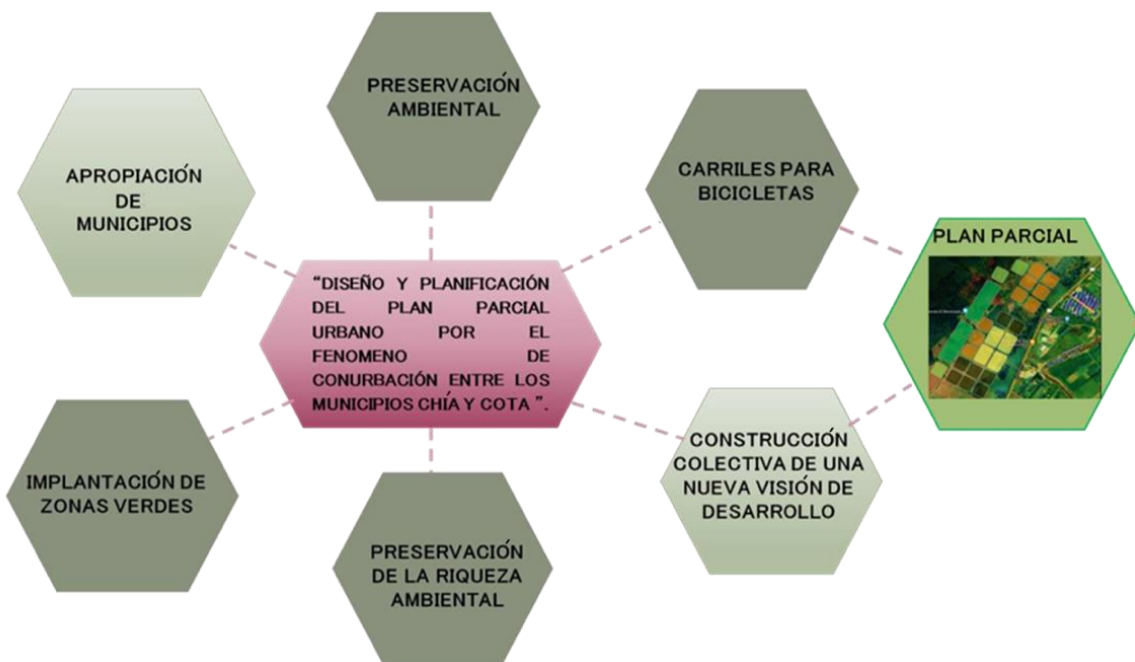 PRESERVACIÓN
AMBIENTAL
APROPIACIÓN
DE
MUNICIPIOS
CARRILES PARA
BICICLETAS
PLAN PARCIAL
“DISEÑO Y PLANIFICACIÓN
DEL PLAN PARCIAL
URBANO POR EL
FENOMENO DE
CONURBACIÓN ENTRE LOS
MUNICIPIOS CHÍA Y COTA ”.
IMPLANTACIÓN DE
ZONAS VERDES
PRESERVACIÓN
DE LA RIQUEZA
AMBIENTAL
CONSTRUCCIÓN
COLECTIVA DE UNA
NUEVA VISIÓN DE
DESARROLLO